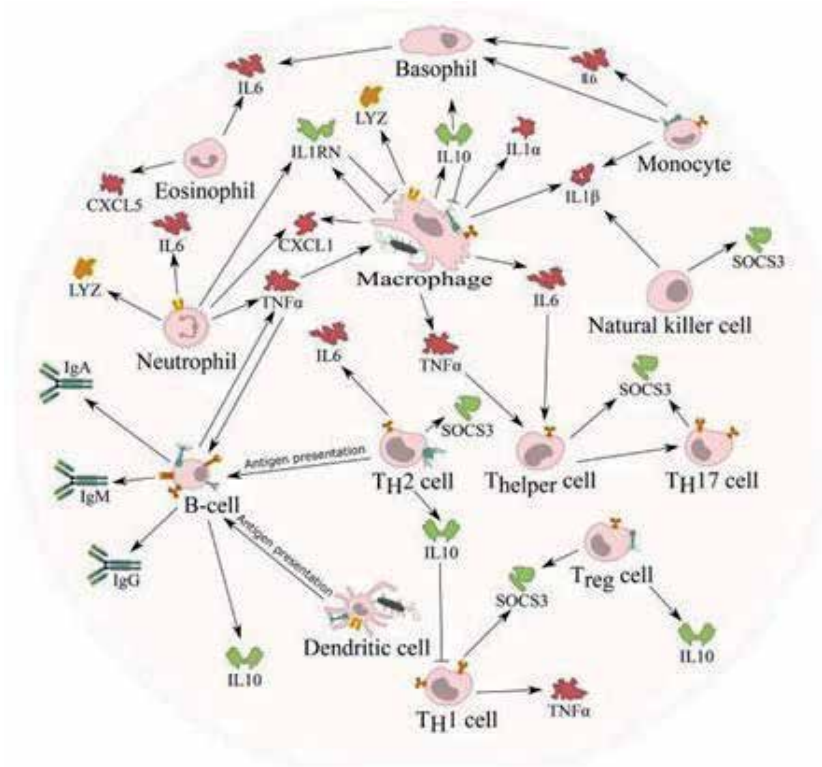 Basophil
IL6
Il6
LYZ
IL1RN
IL10
IL1α
Monocyte
Eosinophil
IL1β
CXCL5
IL6
CXCL1
SOCS3
LYZ
TNFα
Macrophage
IL6
Natural killer cell
Neutrophil
IL6
TNFα
IgA
SOCS3
SOCS3
Antigen presentation
TH2 cell
Thelper cell
TH17 cell
IgM
B-cell
Antigen presentation
IL10
IgG
Treg cell
SOCS3
Dendritic cell
IL10
IL10
TH1 cell
TNFα